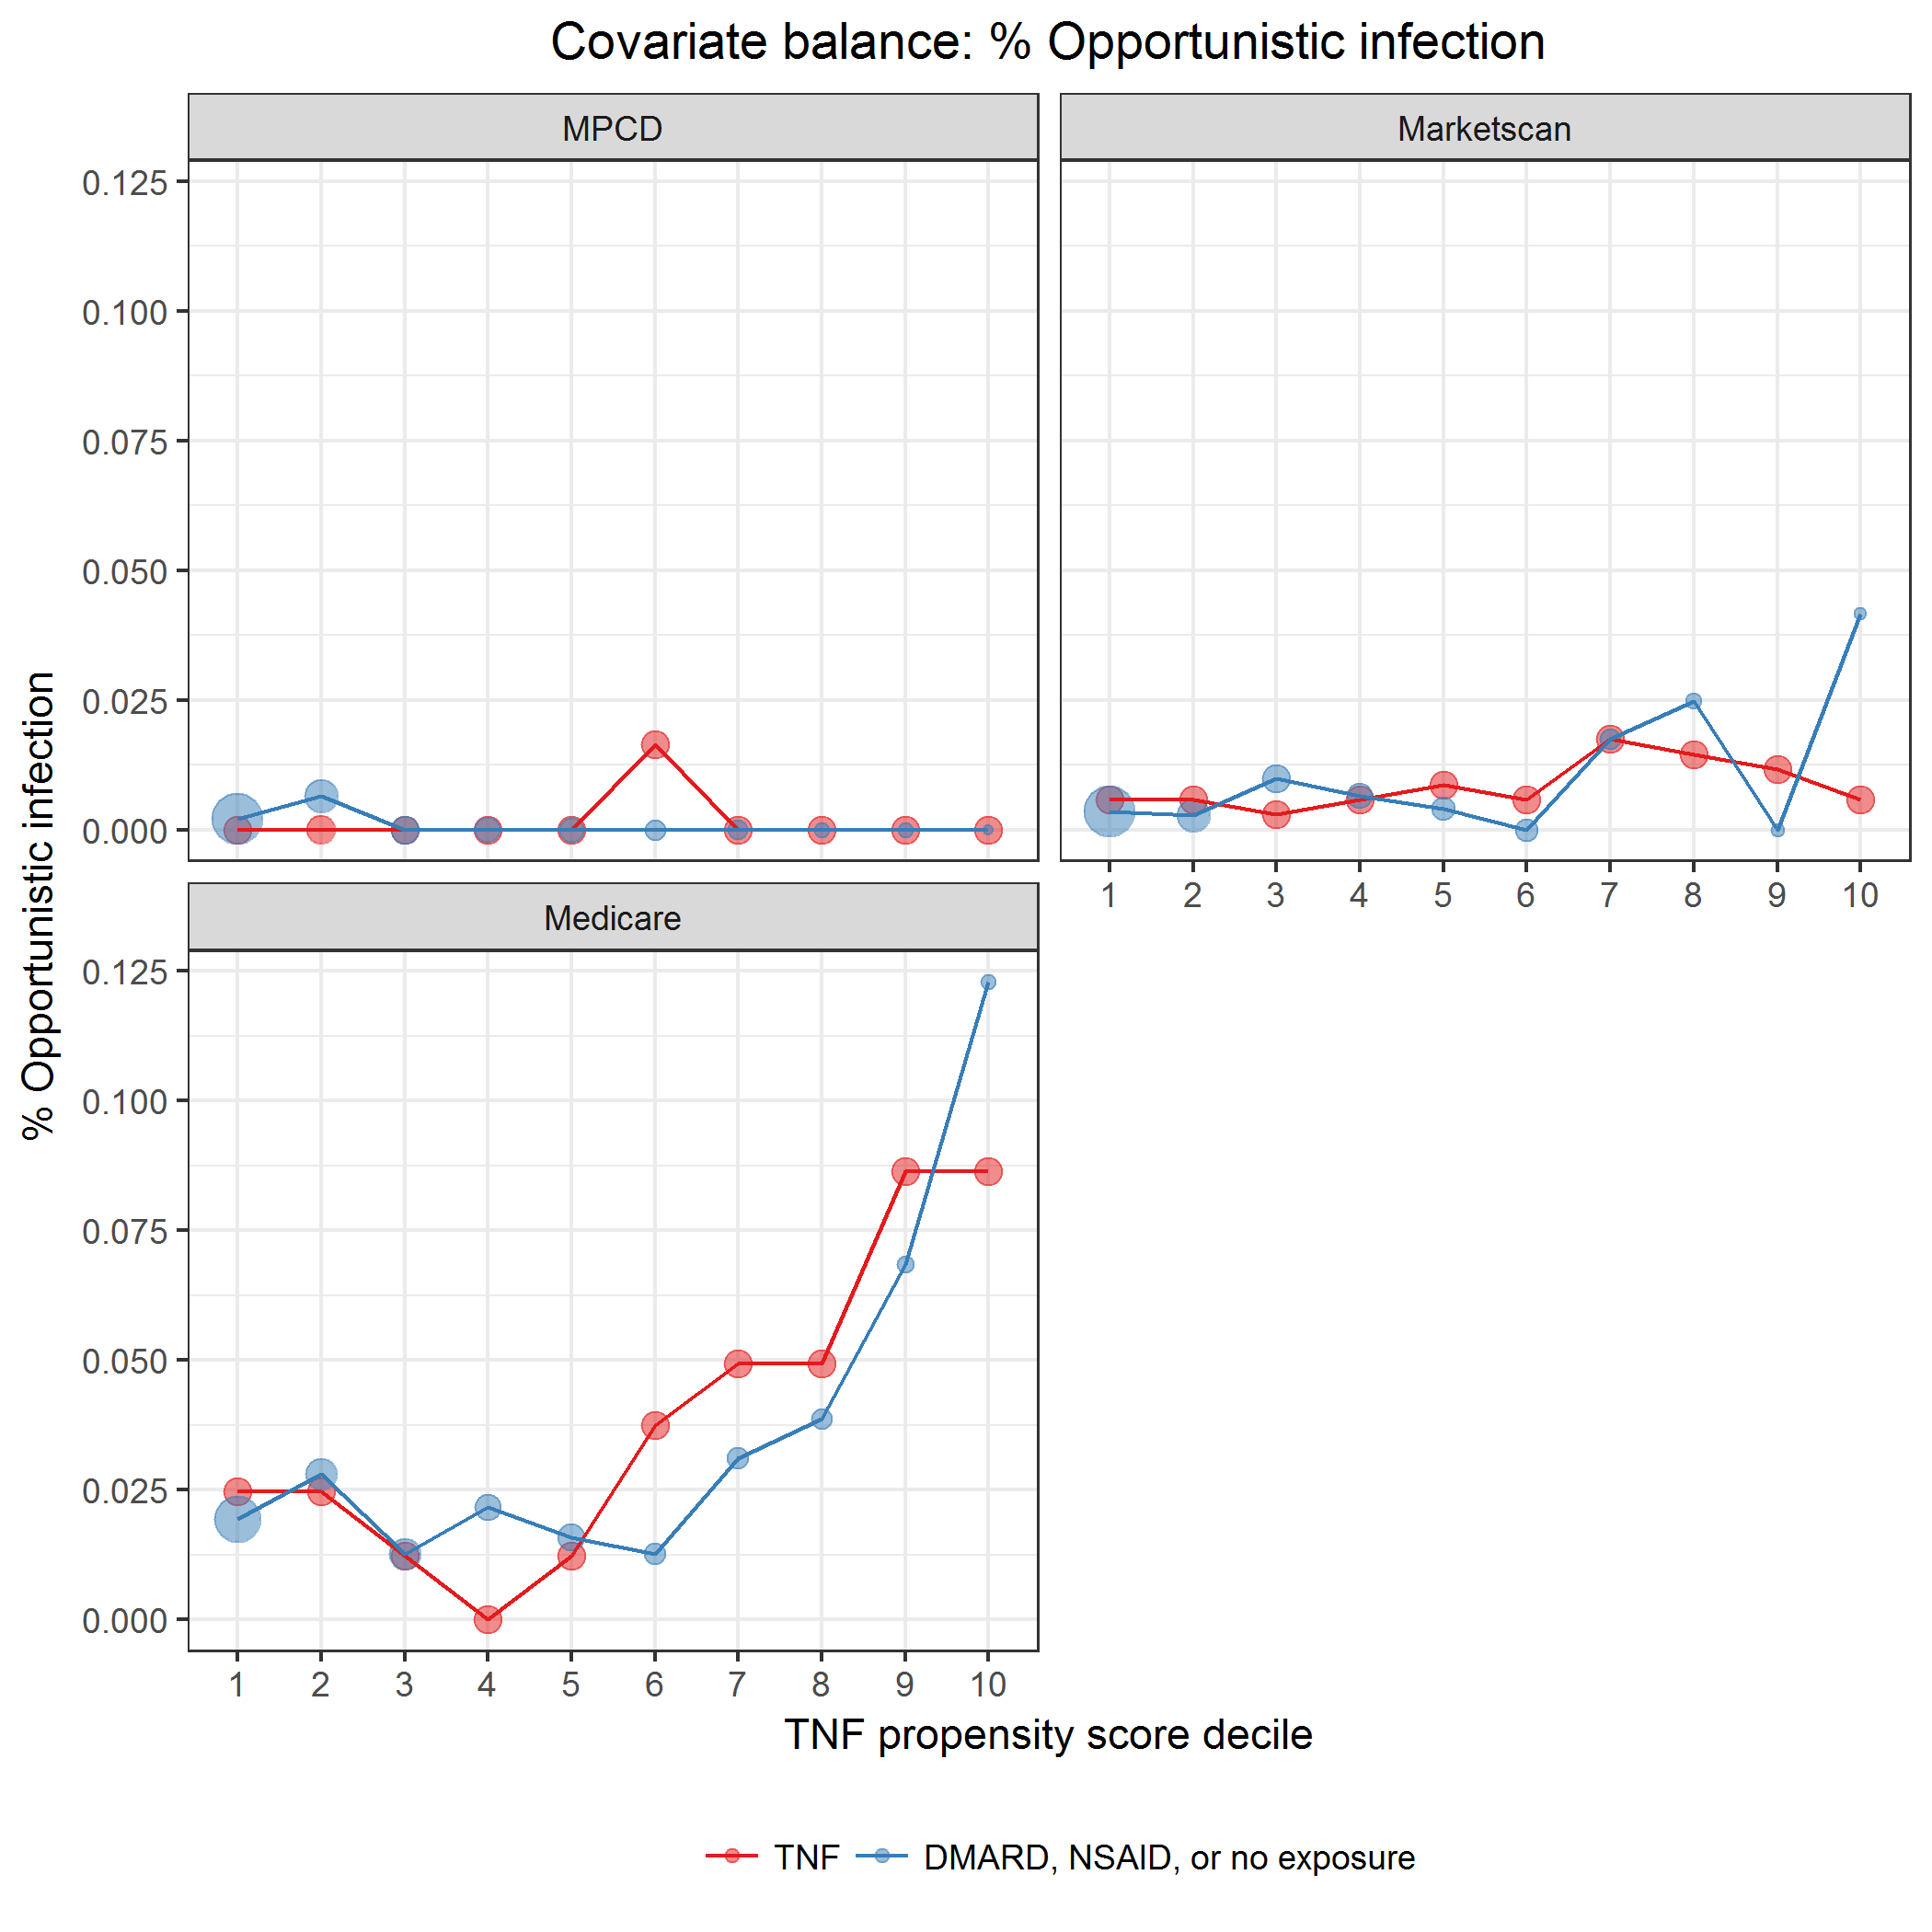 Covariate balance: % Opportunistic infection
MPCD
Marketscan
0.125
0.100
0.075
0.050
0.025
0.000
1 2 3 4 5 6 7 8 9 10
Medicare
0.125
0.100
0.075
0.050
0.025
0.000
1 2 3 4 5 6 7 8 9 10
% Opportunistic infection
TNF propensity score decile
TNF DMARD, NSAID, or no exposure